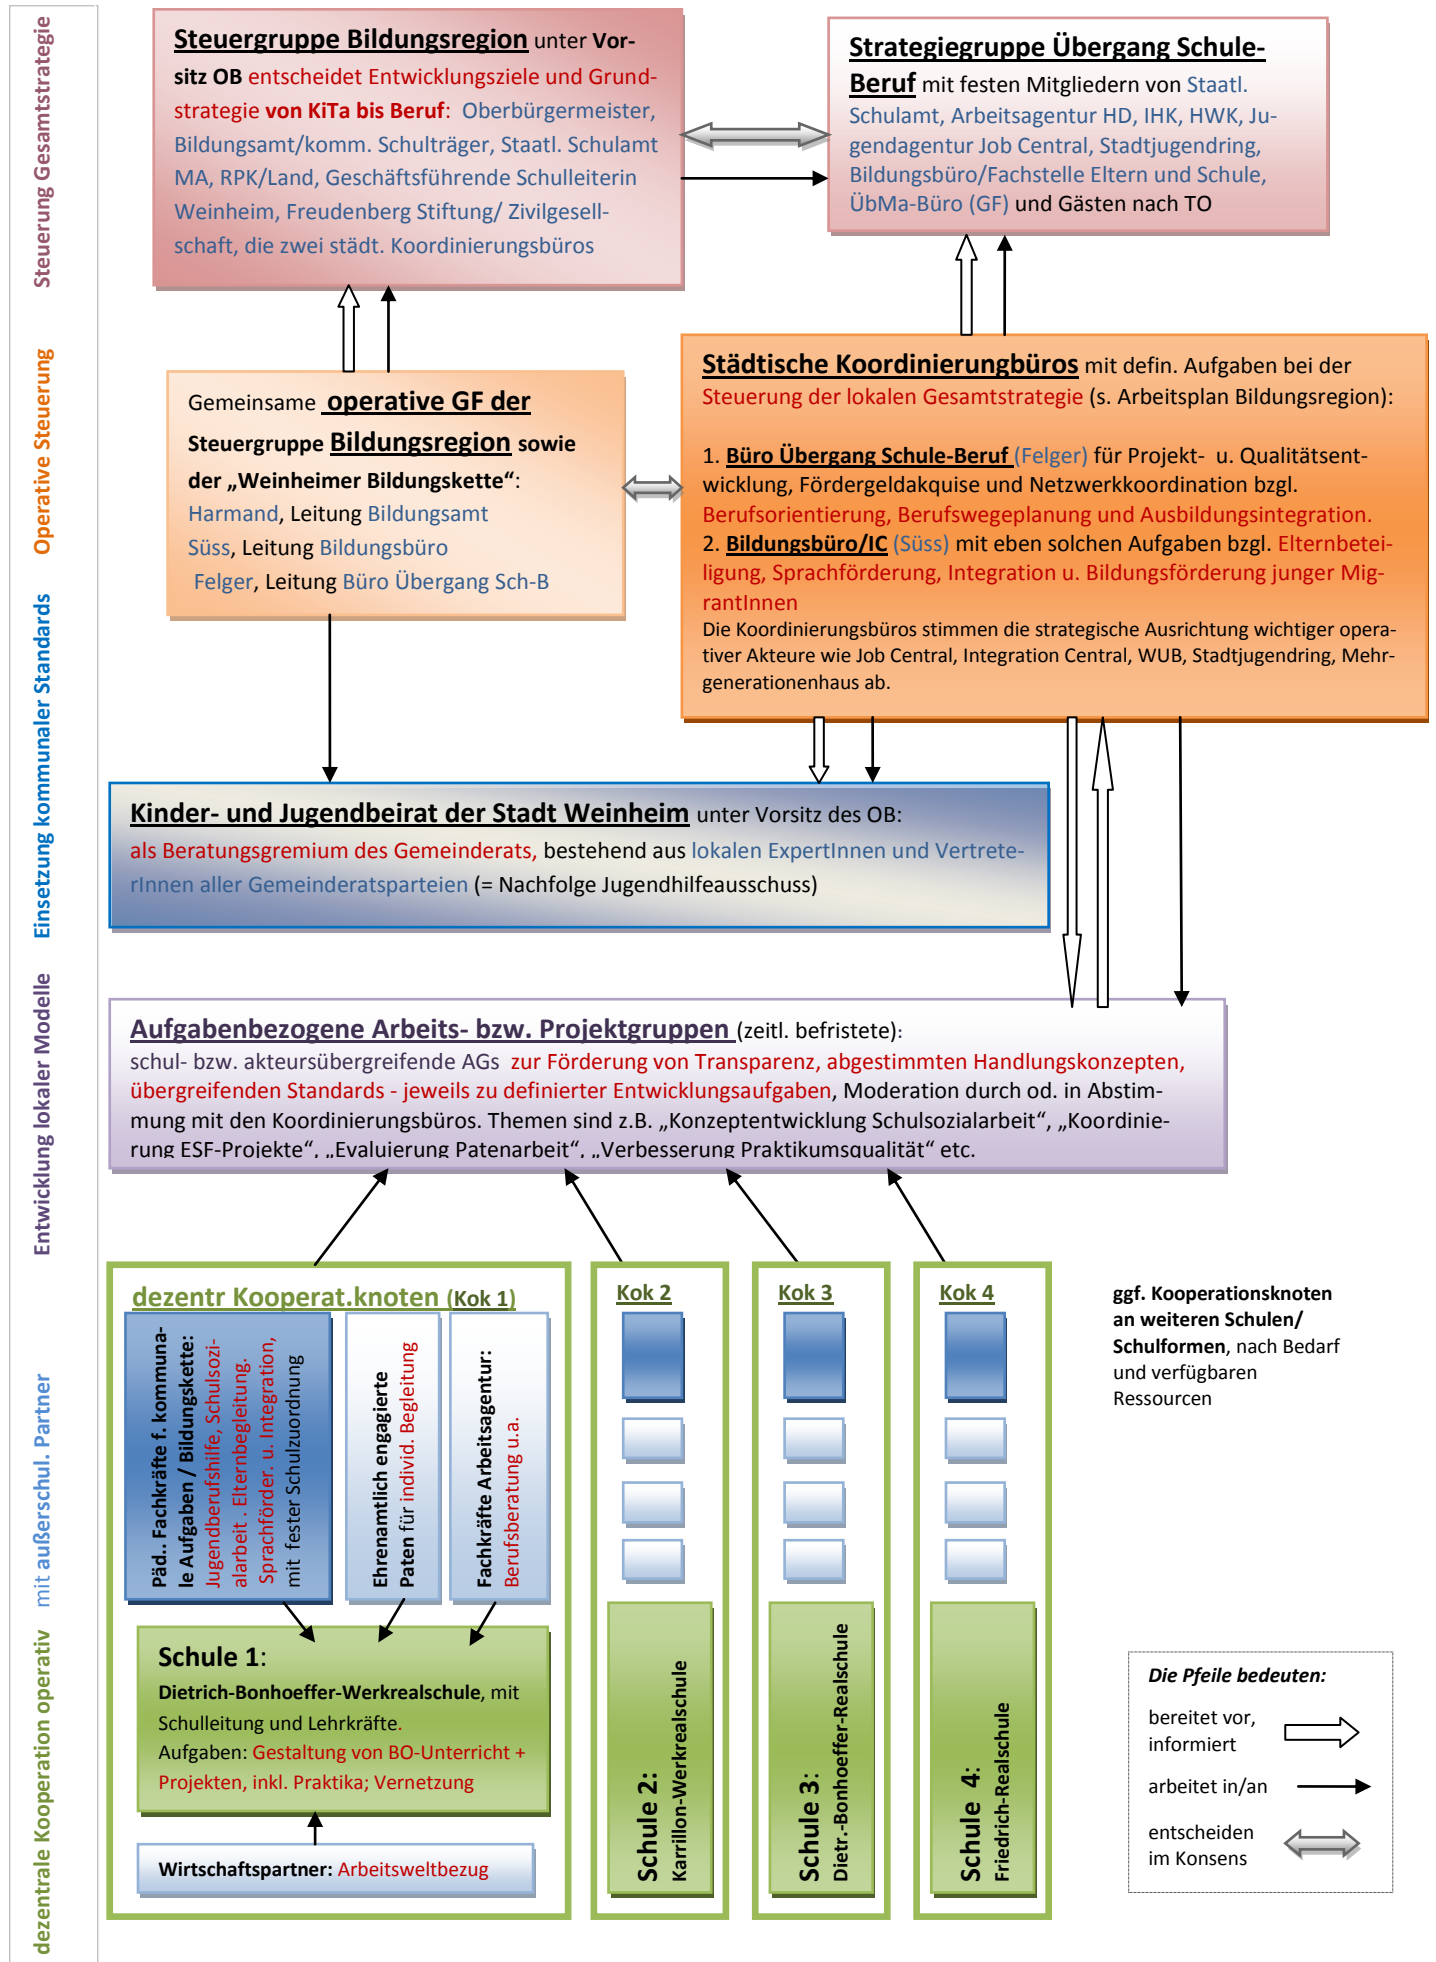 Steuerung Gesamtstrategie
Operative Steuerung
Einsetzung kommunaler Standards
Entwicklung lokaler Modelle
mit außerschul. Partner
dezentrale Kooperation operativ
Steuergruppe Bildungsregion unter Vor-
sitz OB entscheidet Entwicklungsziele und Grund-
strategie von KiTa bis Beruf: Oberbürgermeister,
Bildungsamt/komm. Schulträger, Staatl. Schulamt
MA, RPK/Land, Geschäftsführende Schulleiterin
Weinheim, Freudenberg Stiftung/ Zivilgesell-
schaft, die zwei städt. Koordinierungsbüros
Strategiegruppe Übergang Schule-
Beruf mit festen Mitgliedern von Staatl.
Schulamt, Arbeitsagentur HD, IHK, HWK, Ju-
gendagentur Job Central, Stadtjugendring,
Bildungsbüro/Fachstelle Eltern und Schule,
ÜbMa-Büro (GF) und Gästen nach TO
Gemeinsame operative GF der
Steuergruppe Bildungsregion sowie
der „Weinheimer Bildungskette“:
Harmand, Leitung Bildungsamt
Süss, Leitung Bildungsbüro
Felger, Leitung Büro Übergang Sch-B
Städtische Koordinierungbüros mit defin. Aufgaben bei der
Steuerung der lokalen Gesamtstrategie (s. Arbeitsplan Bildungsregion):
1. Büro Übergang Schule-Beruf (Felger) für Projekt- u. Qualitätsent-
wicklung, Fördergeldakquise und Netzwerkkoordination bzgl.
Berufsorientierung, Berufswegeplanung und Ausbildungsintegration.
2. Bildungsbüro/IC (Süss) mit eben solchen Aufgaben bzgl. Elternbetei-
ligung, Sprachförderung, Integration u. Bildungsförderung junger Mig-
rantInnen
Die Koordinierungsbüros stimmen die strategische Ausrichtung wichtiger opera-
tiver Akteure wie Job Central, Integration Central, WUB, Stadtjugendring, Mehr-
generationenhaus ab.
Kinder- und Jugendbeirat der Stadt Weinheim unter Vorsitz des OB:
als Beratungsgremium des Gemeinderats, bestehend aus lokalen ExpertInnen und Vertrete-
rInnen aller Gemeinderatsparteien (= Nachfolge Jugendhilfeausschuss)
Aufgabenbezogene Arbeits- bzw. Projektgruppen (zeitl. befristete):
schul- bzw. akteursübergreifende AGs zur Förderung von Transparenz, abgestimmten Handlungskonzepten,
übergreifenden Standards - jeweils zu definierter Entwicklungsaufgaben, Moderation durch od. in Abstim-
mung mit den Koordinierungsbüros. Themen sind z.B. „Konzeptentwicklung Schulsozialarbeit“, „Koordinie-
rung ESF-Projekte“, „Evaluierung Patenarbeit“, „Verbesserung Praktikumsqualität“ etc.
dezentr Kooperat.knoten (Kok 1)
Päd.. Fachkräfte f. kommuna-
le Aufgaben / Bildungskette:
Jugendberufshilfe, Schulsozi-
alarbeit . Elternbegleitung.
Sprachförder. u. Integration,
mit fester Schulzuordnung
Ehrenamtlich engagierte
Paten für individ. Begleitung
Fachkräfte Arbeitsagentur:
Berufsberatung u.a.
Schule 1:
Dietrich-Bonhoeffer-Werkrealschule, mit
Schulleitung und Lehrkräfte.
Aufgaben: Gestaltung von BO-Unterricht +
Projekten, inkl. Praktika; Vernetzung
Wirtschaftspartner: Arbeitsweltbezug
Kok 2
Schule 2:
Karrillon-Werkrealschule
Kok 3
Schule 3:
Dietr.-Bonhoeffer-Realschule
Kok 4
Schule 4:
Friedrich-Realschule
ggf. Kooperationsknoten
an weiteren Schulen/
Schulformen, nach Bedarf
und verfügbaren
Ressourcen
Die Pfeile bedeuten:
bereitet vor,
informiert
arbeitet in/an
entscheiden
im Konsens